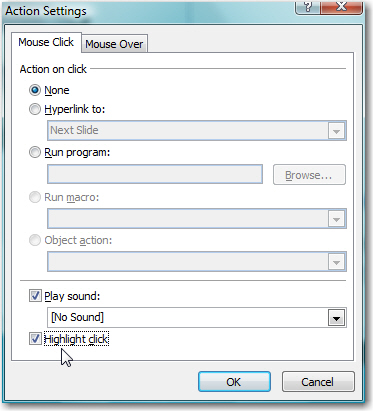 Action Settings
Mouse Click Mouse Over
Action on click
None
Hyperlink to:
Next Slide
Run program:
Browse...
Run macro:
Object action:
Play sound:
[No Sound]
Highlight click
OK Cancel